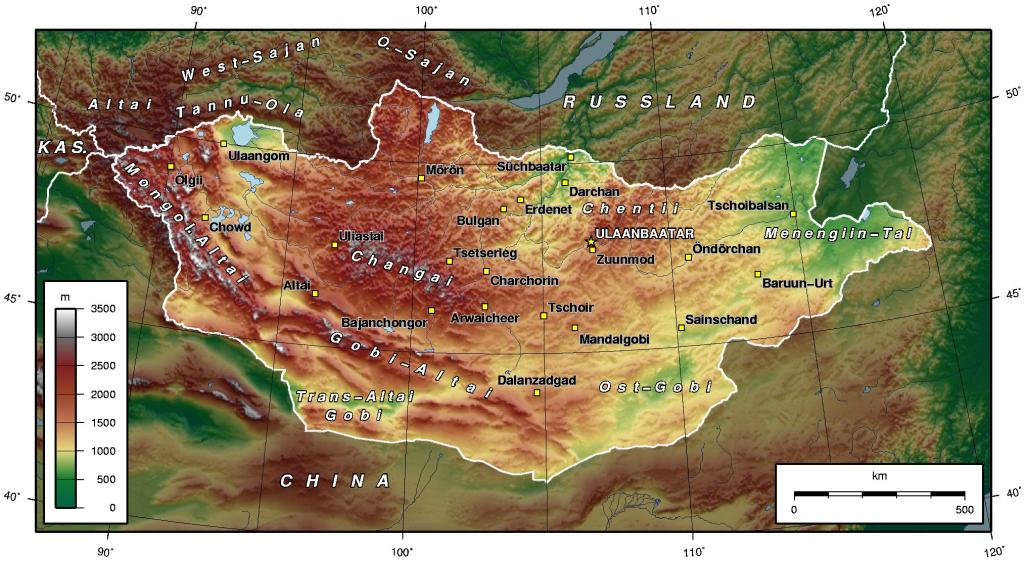 90°
100°
110°
120°
50°
50°
45°
45°
40°
40°
90°
100°
110°
120°
West-Sajan
O.-Sajan
Altai
Tannu-Ola
RUSSLAND
KAS.
Ulaangom
Ölgii
Mörön
Süchbaatar
Darchan
Erdenet
Bulgan
Chentii
Tschoibalsan
Menengiin-Tal
Mongol.Altai
Chowd
Uliastai
ULAANBAATAR
Zuunmod
Öndörchan
Changai
Tsetserleg
Charchorin
Baruun-Urt
Altai
Bajanchongor
Arwaicheer
Tschoir
Mandalgobi
Sainschand
Gobi-Altai
Dalanzadgad
Ost-Gobi
Trans-Altai
Gobi
CHINA
m
3500
3000
2500
2000
1500
1000
500
0
km
0
500